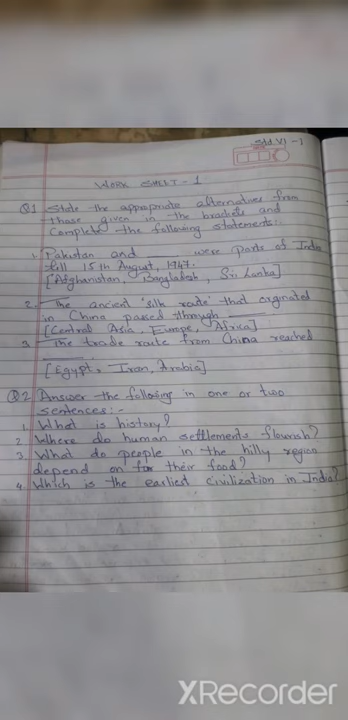 Std VI - 1
WORK SHEET - 1
Q1 State the appropriate alternatives from
those given in the brackets and
Complete the following statements:-
1. Pakistan and ____ were parts of India
till 15th August, 1947.
[Afghanistan, Bangladesh, Sri Lanka]
2. The ancient 'silk route' that originated
in China passed through ____
[Central Asia, Europe, Africa]
3. The trade route from China reached
____
[Egypt, Iran, Arabia]
Q2 Answer the following in one or two
sentences:-
1. What is history?
2. Where do human settlements flourish?
3. What do people in the hilly region
depend on for their food?
4. Which is the earliest civilization in India?
XRecorder